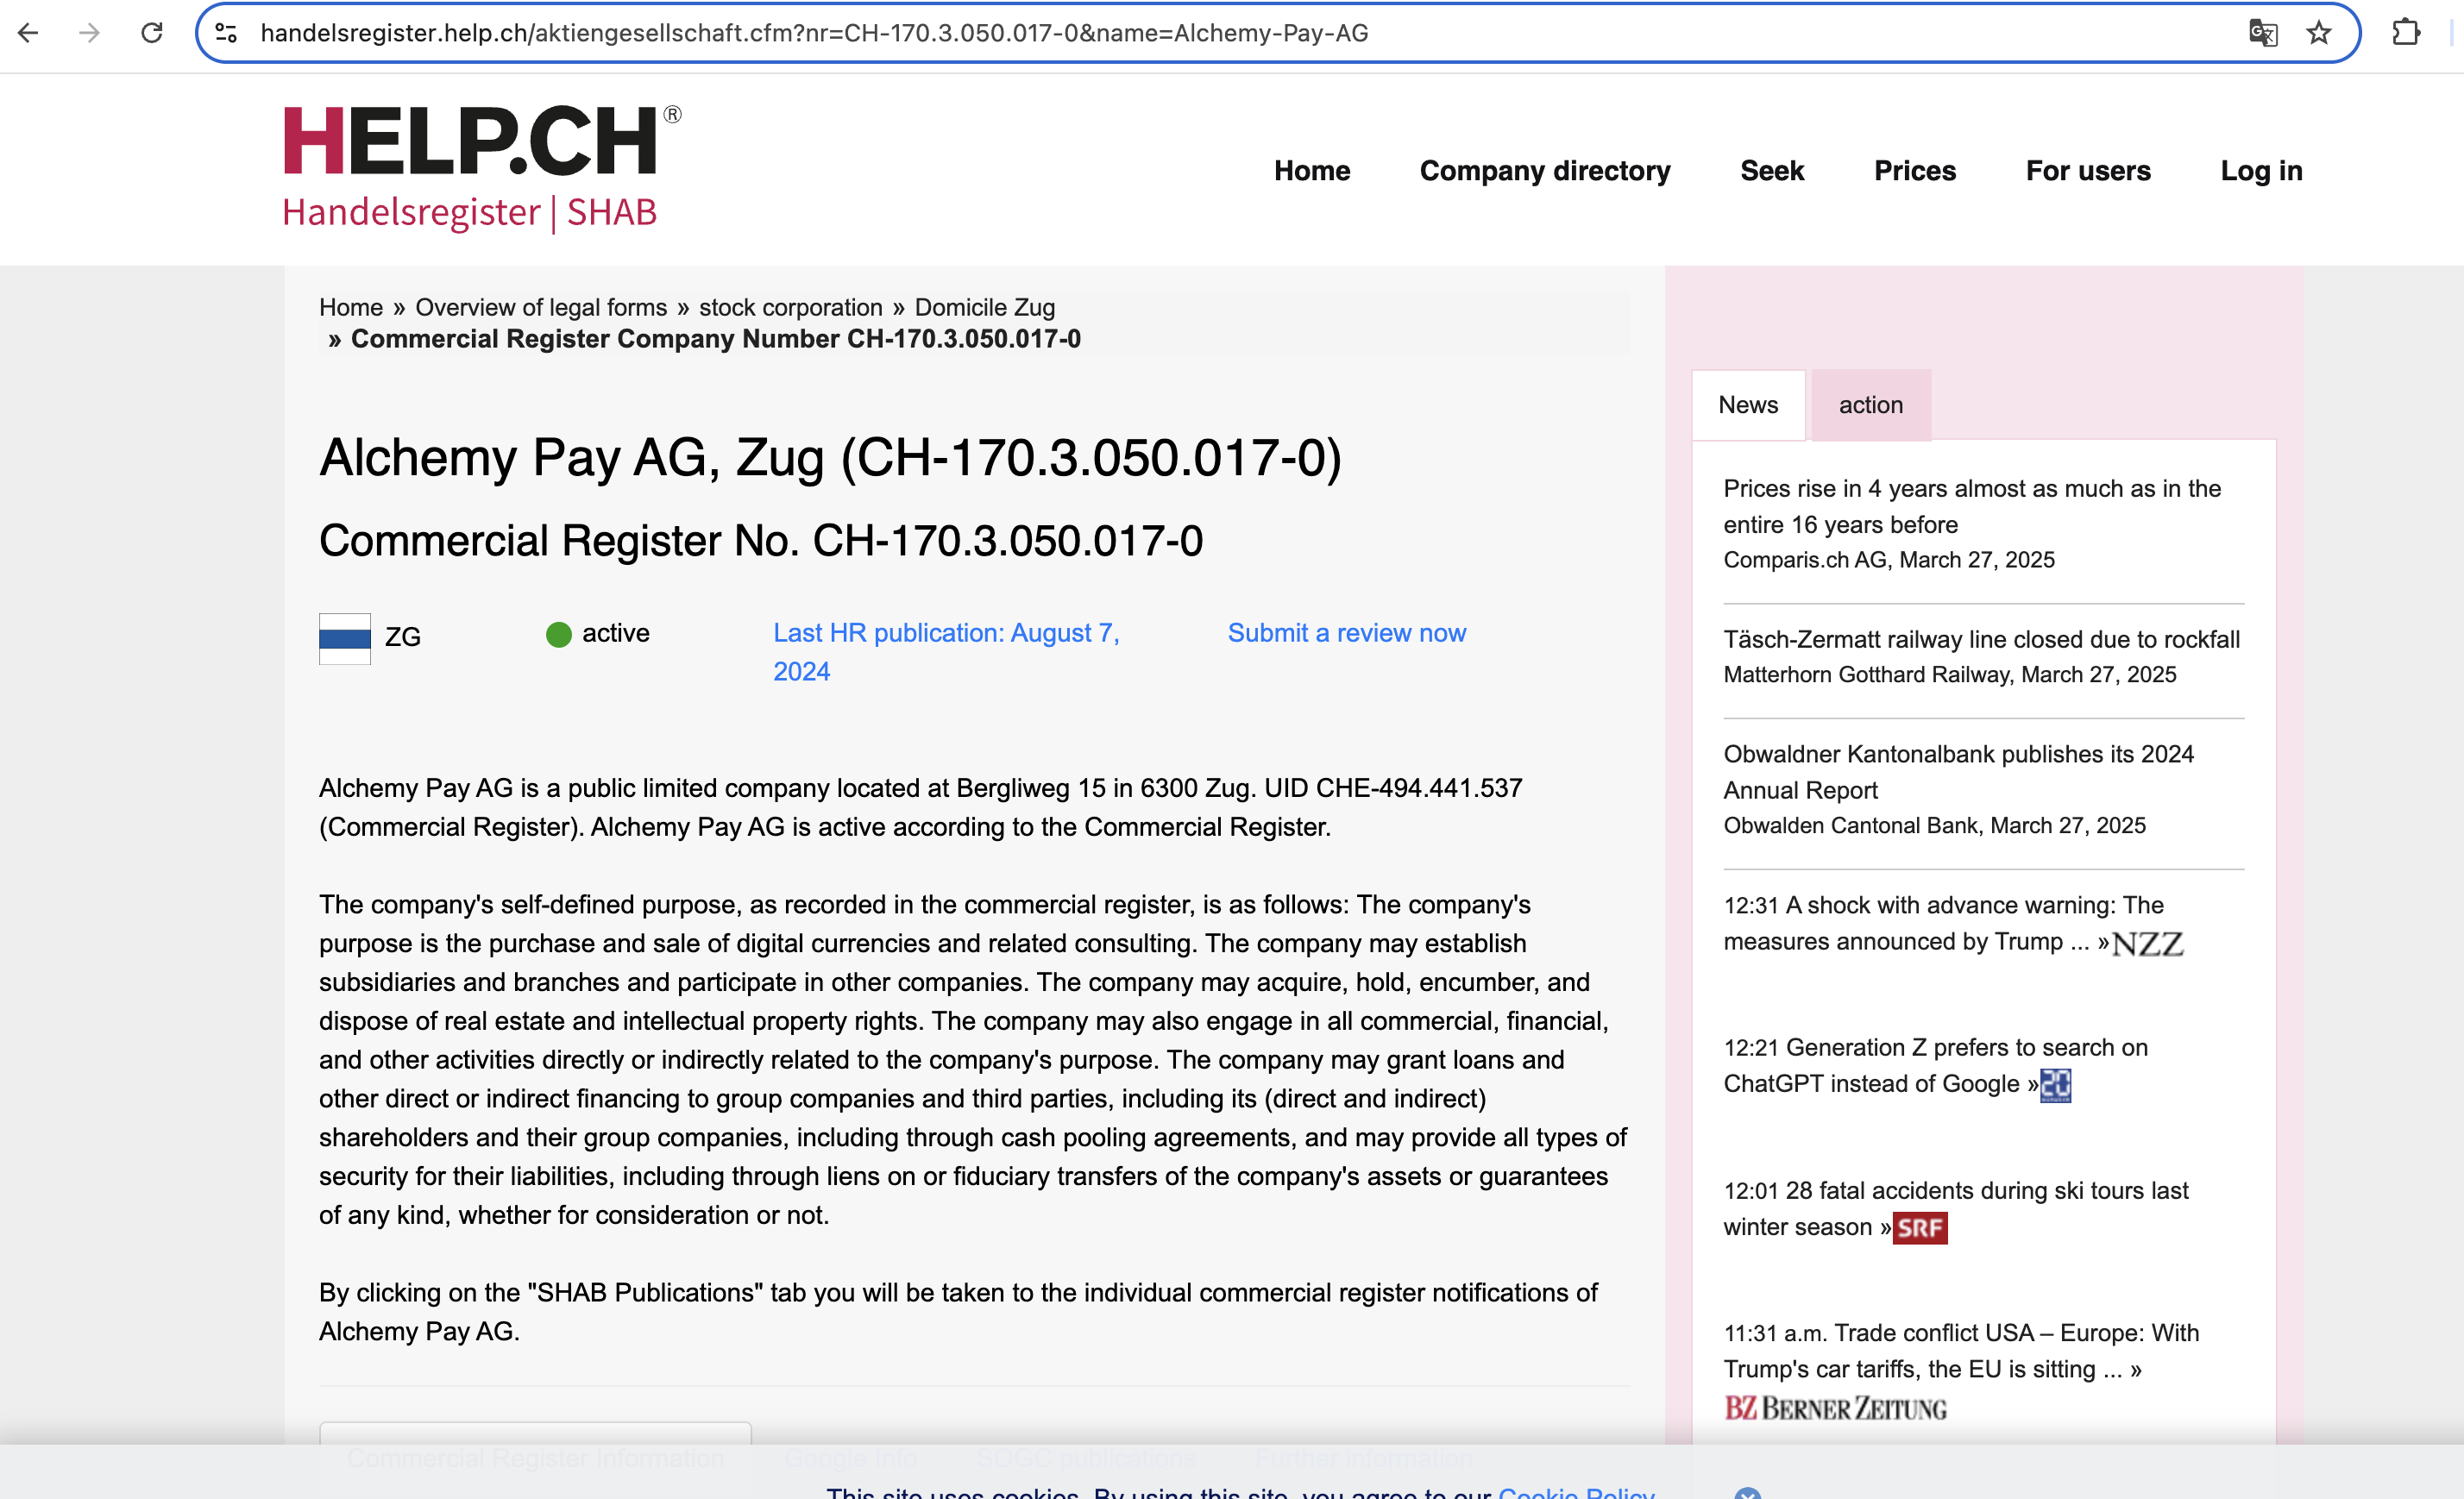 handelsregister.help.ch/aktiengesellschaft.cfm?nr=CH-170.3.050.017-0&name=Alchemy-Pay-AG
HELP.CH®
Handelsregister | SHAB
Home Company directory Seek Prices For users Log in
Home » Overview of legal forms » stock corporation » Domicile Zug
» Commercial Register Company Number CH-170.3.050.017-0
Alchemy Pay AG, Zug (CH-170.3.050.017-0)
Commercial Register No. CH-170.3.050.017-0
ZG
active
Last HR publication: August 7,
2024
Submit a review now
Alchemy Pay AG is a public limited company located at Bergliweg 15 in 6300 Zug. UID CHE-494.441.537
(Commercial Register). Alchemy Pay AG is active according to the Commercial Register.
The company's self-defined purpose, as recorded in the commercial register, is as follows: The company's
purpose is the purchase and sale of digital currencies and related consulting. The company may establish
subsidiaries and branches and participate in other companies. The company may acquire, hold, encumber, and
dispose of real estate and intellectual property rights. The company may also engage in all commercial, financial,
and other activities directly or indirectly related to the company's purpose. The company may grant loans and
other direct or indirect financing to group companies and third parties, including its (direct and indirect)
shareholders and their group companies, including through cash pooling agreements, and may provide all types of
security for their liabilities, including through liens on or fiduciary transfers of the company's assets or guarantees
of any kind, whether for consideration or not.
By clicking on the "SHAB Publications" tab you will be taken to the individual commercial register notifications of
Alchemy Pay AG.
Commercial Register Information Google Info SOGC publications Further information
News action
Prices rise in 4 years almost as much as in the
entire 16 years before
Comparis.ch AG, March 27, 2025
Täsch-Zermatt railway line closed due to rockfall
Matterhorn Gotthard Railway, March 27, 2025
Obwaldner Kantonalbank publishes its 2024
Annual Report
Obwalden Cantonal Bank, March 27, 2025
12:31 A shock with advance warning: The
measures announced by Trump ... » NZZ
12:21 Generation Z prefers to search on
ChatGPT instead of Google » 20
12:01 28 fatal accidents during ski tours last
winter season » SRF
11:31 a.m. Trade conflict USA – Europe: With
Trump's car tariffs, the EU is sitting ... »
BZ BERNER ZEITUNG
This site uses cookies. By using this site, you agree to our Cookie Policy